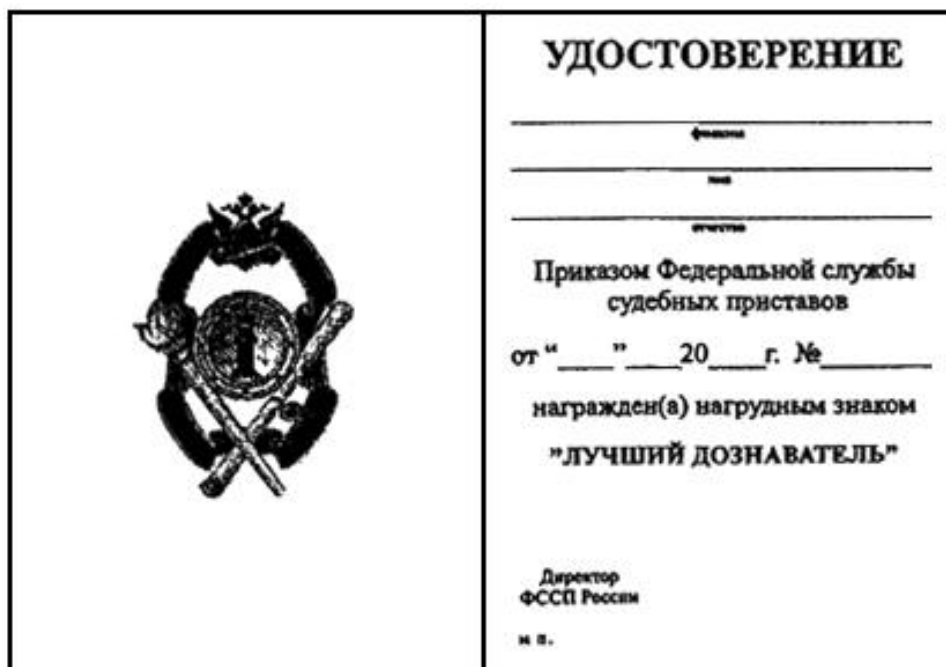 УДОСТОВЕРЕНИЕ
фамилия
имя
отчество
Приказом Федеральной службы
судебных приставов
от “____”____20____г. №________
награжден(а) нагрудным знаком
”ЛУЧШИЙ ДОЗНАВАТЕЛЬ”
Директор
ФССП России
м п.